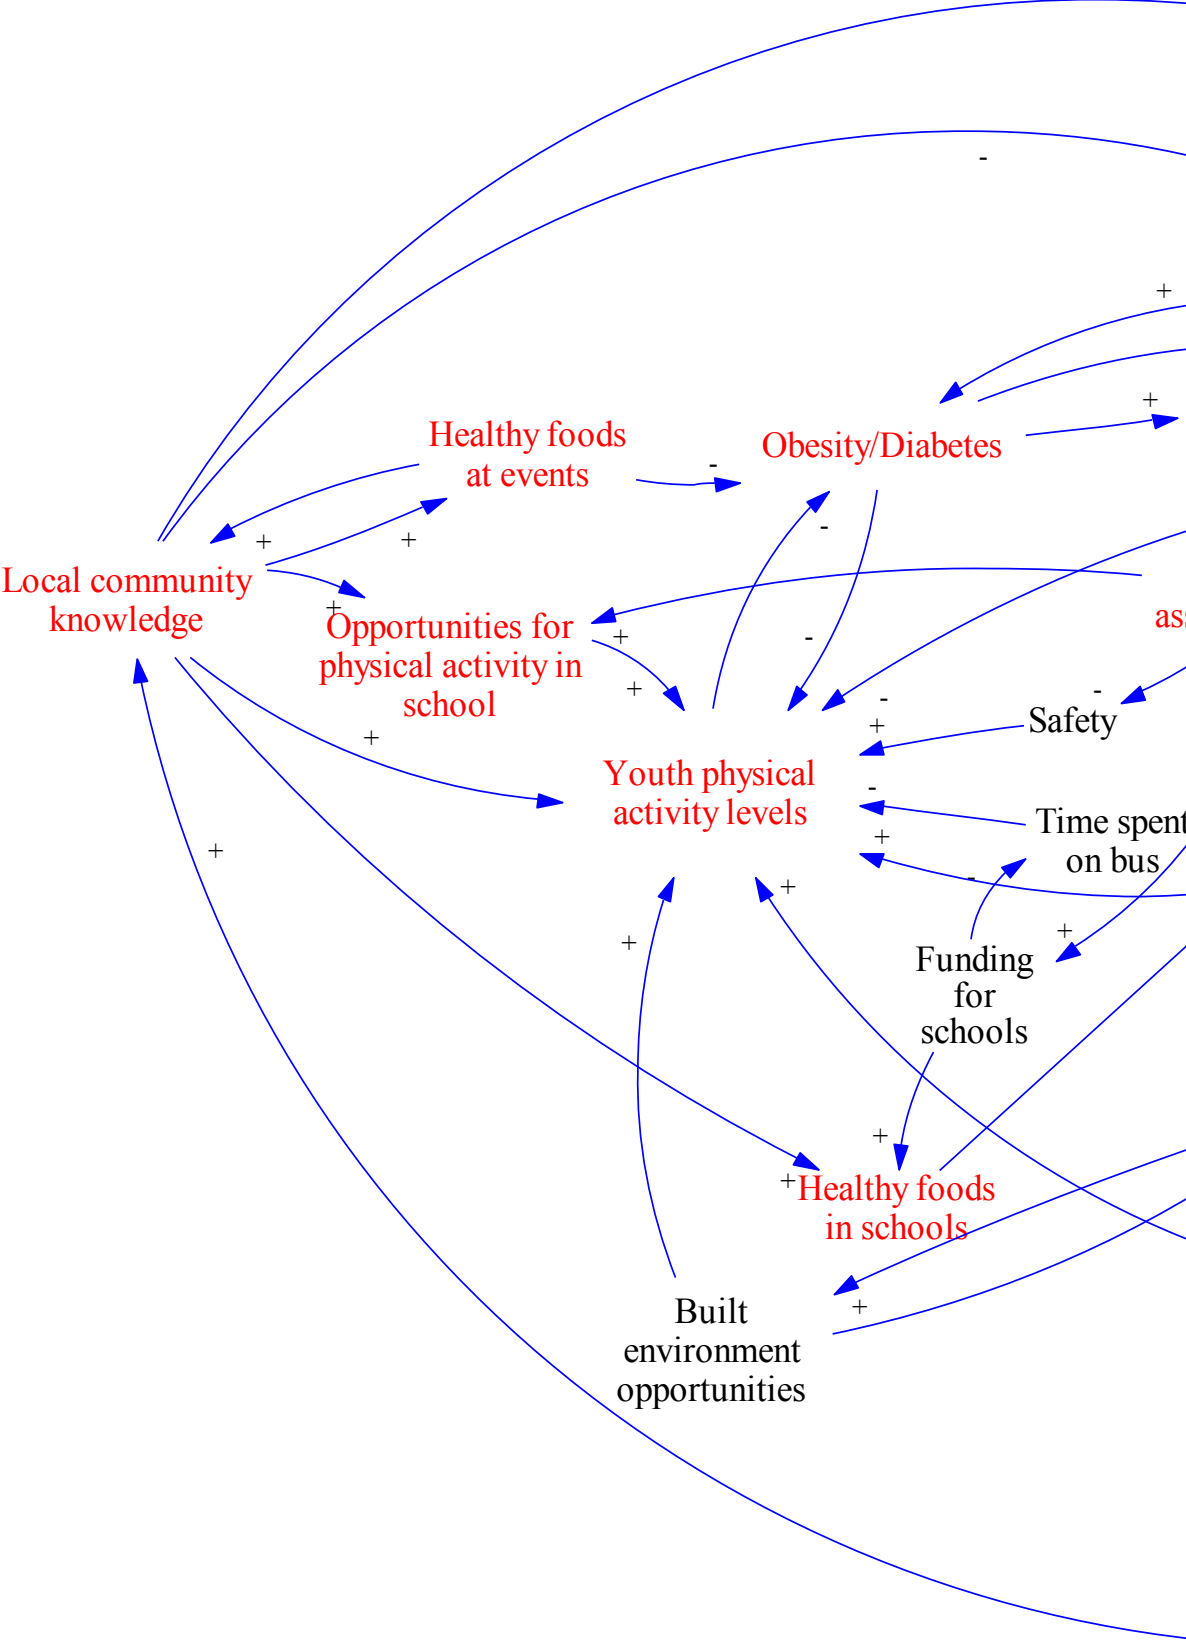 Healthy foods
at events
Obesity/Diabetes
Local community
knowledge
Opportunities for
physical activity in
school
Safety
Youth physical
activity levels
Time spent
on bus
Funding
for
schools
Healthy foods
in schools
Built
environment
opportunities